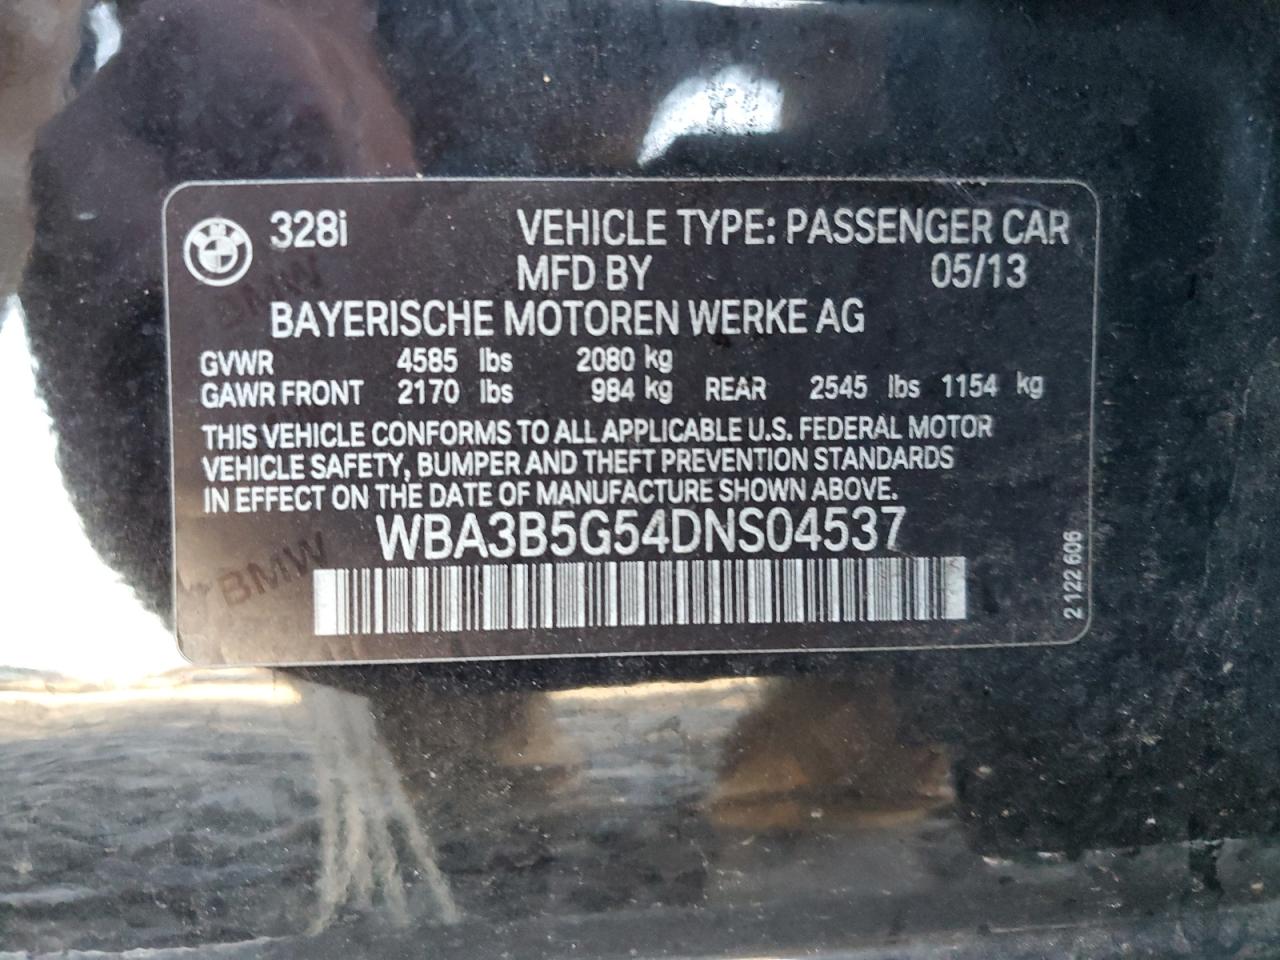 328i VEHICLE TYPE: PASSENGER CAR
MFD BY 05/13
BAYERISCHE MOTOREN WERKE AG
GVWR 4585 lbs 2080 kg
GAWR FRONT 2170 lbs 984 kg REAR 2545 lbs 1154 kg
THIS VEHICLE CONFORMS TO ALL APPLICABLE U.S. FEDERAL MOTOR
VEHICLE SAFETY, BUMPER AND THEFT PREVENTION STANDARDS
IN EFFECT ON THE DATE OF MANUFACTURE SHOWN ABOVE.
WBA3B5G54DNS04537
2 122 606
BMW
BMW